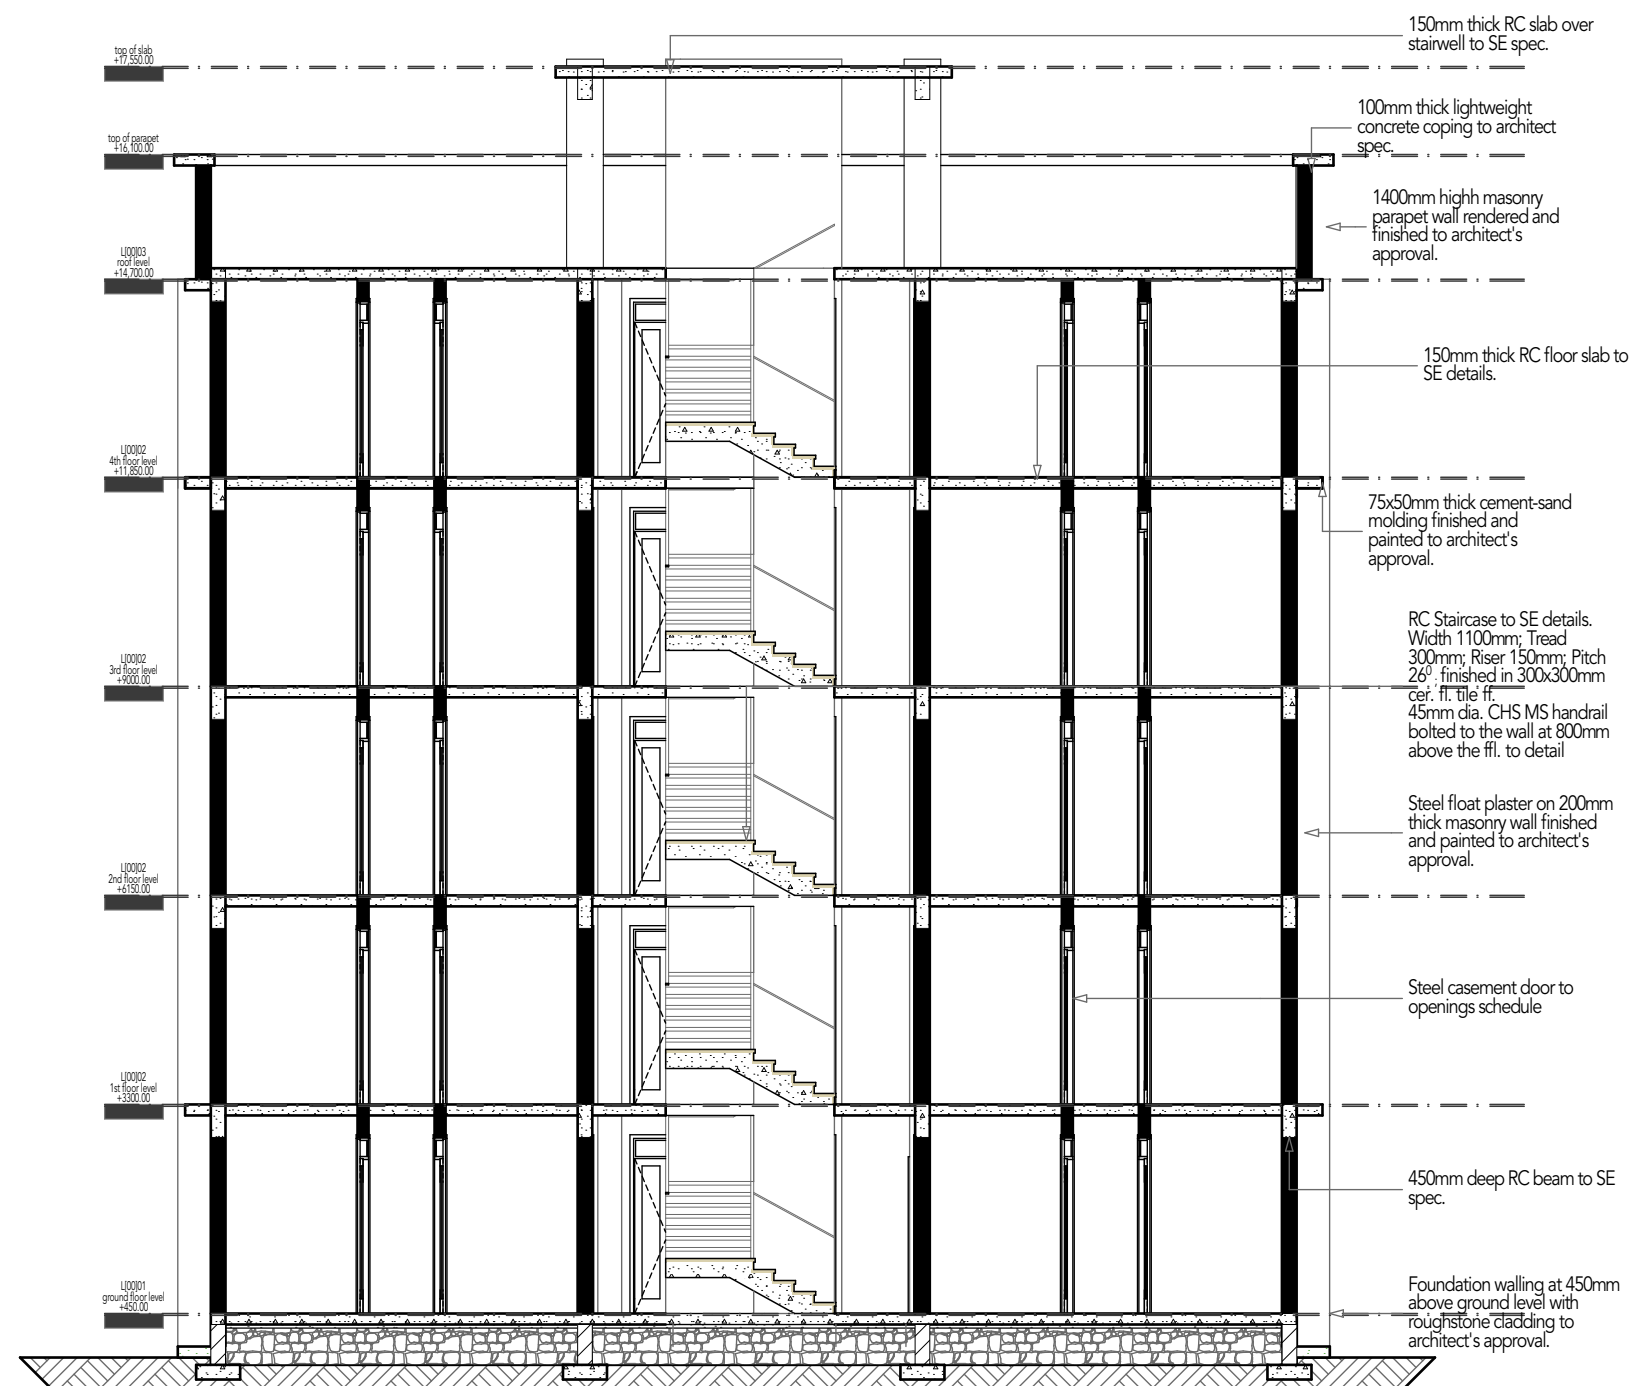 top of slab
+17,550.00
top of parapet
+16,100.00
L[00]03
roof level
+14,700.00
L[00]02
4th floor level
+11,850.00
L[00]02
3rd floor level
+9000.00
L[00]02
2nd floor level
+6150.00
L[00]02
1st floor level
+3300.00
L[00]01
ground floor level
+450.00
150mm thick RC slab over
stairwell to SE spec.
100mm thick lightweight
concrete coping to architect
spec.
1400mm highh masonry
parapet wall rendered and
finished to architect's
approval.
150mm thick RC floor slab to
SE details.
75x50mm thick cement-sand
molding finished and
painted to architect's
approval.
RC Staircase to SE details.
Width 1100mm; Tread
300mm; Riser 150mm; Pitch
26⁰ . finished in 300x300mm
cer. fl. tile ff.
45mm dia. CHS MS handrail
bolted to the wall at 800mm
above the ffl. to detail
Steel float plaster on 200mm
thick masonry wall finished
and painted to architect's
approval.
Steel casement door to
openings schedule
450mm deep RC beam to SE
spec.
Foundation walling at 450mm
above ground level with
roughstone cladding to
architect's approval.